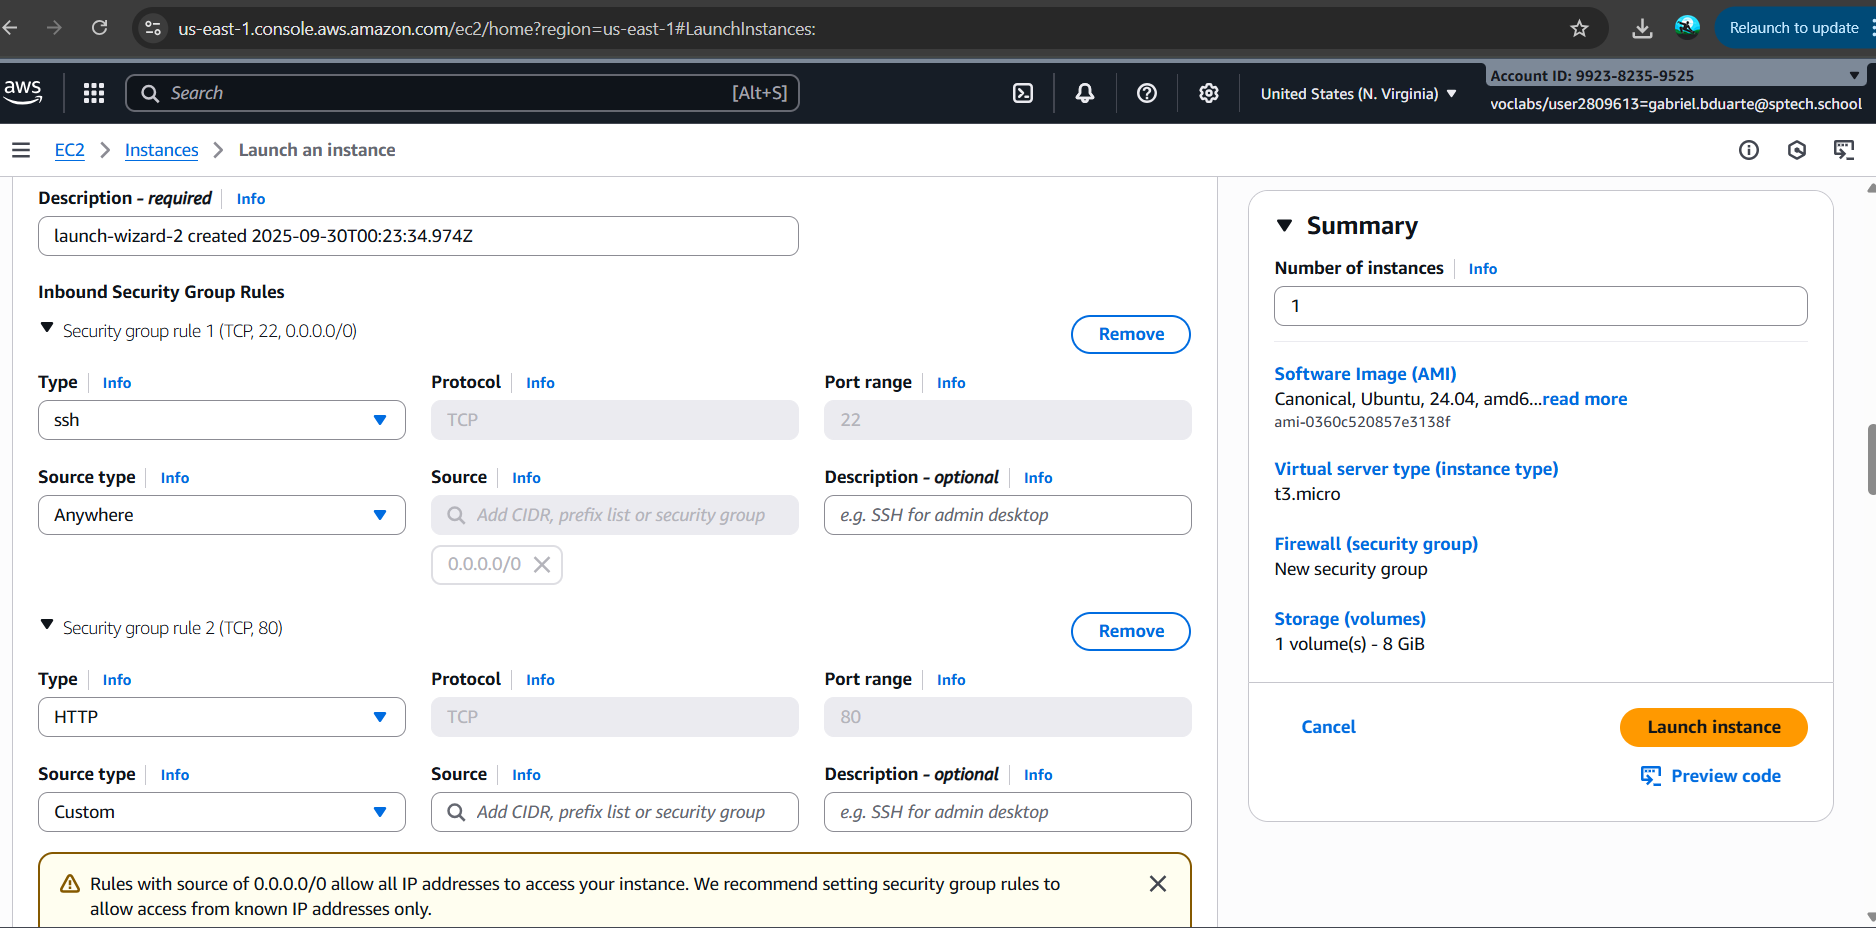 us-east-1.console.aws.amazon.com/ec2/home?region=us-east-1#LaunchInstances:
Relaunch to update
aws
Search
[Alt+S]
United States (N. Virginia)
Account ID: 9923-8235-9525
voclabs/user2809613=gabriel.bduarte@sptech.school
EC2
Instances
Launch an instance
Description - required Info
launch-wizard-2 created 2025-09-30T00:23:34.974Z
Inbound Security Group Rules
Security group rule 1 (TCP, 22, 0.0.0.0/0)
Remove
Type Info
Protocol Info
Port range Info
ssh
TCP
22
Source type Info
Source Info
Description - optional Info
Anywhere
Add CIDR, prefix list or security group
e.g. SSH for admin desktop
0.0.0.0/0
Security group rule 2 (TCP, 80)
Remove
Type Info
Protocol Info
Port range Info
HTTP
TCP
80
Source type Info
Source Info
Description - optional Info
Custom
Add CIDR, prefix list or security group
e.g. SSH for admin desktop
Rules with source of 0.0.0.0/0 allow all IP addresses to access your instance. We recommend setting security group rules to
allow access from known IP addresses only.
Summary
Number of instances Info
1
Software Image (AMI)
Canonical, Ubuntu, 24.04, amd6...read more
ami-0360c520857e3138f
Virtual server type (instance type)
t3.micro
Firewall (security group)
New security group
Storage (volumes)
1 volume(s) - 8 GiB
Cancel
Launch instance
Preview code